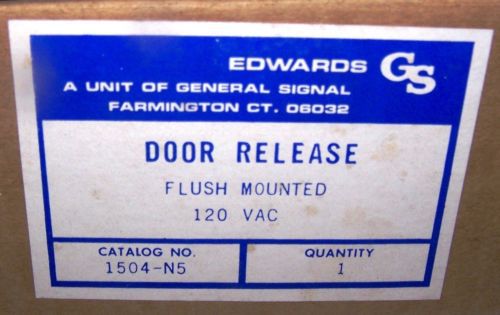 EDWARDS GS
A UNIT OF GENERAL SIGNAL
FARMINGTON CT. 06032
DOOR RELEASE
FLUSH MOUNTED
120 VAC
CATALOG NO.
1504-N5
QUANTITY
1